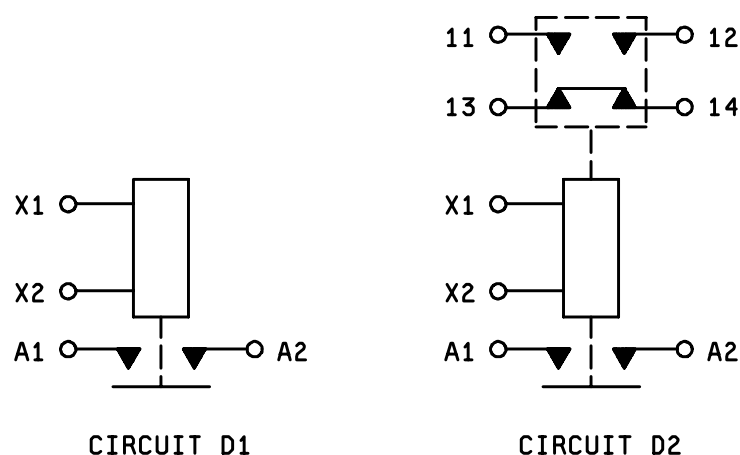 11 12
13 14
X1 X1
X2 X2
A1 A2 A1 A2
CIRCUIT D1 CIRCUIT D2